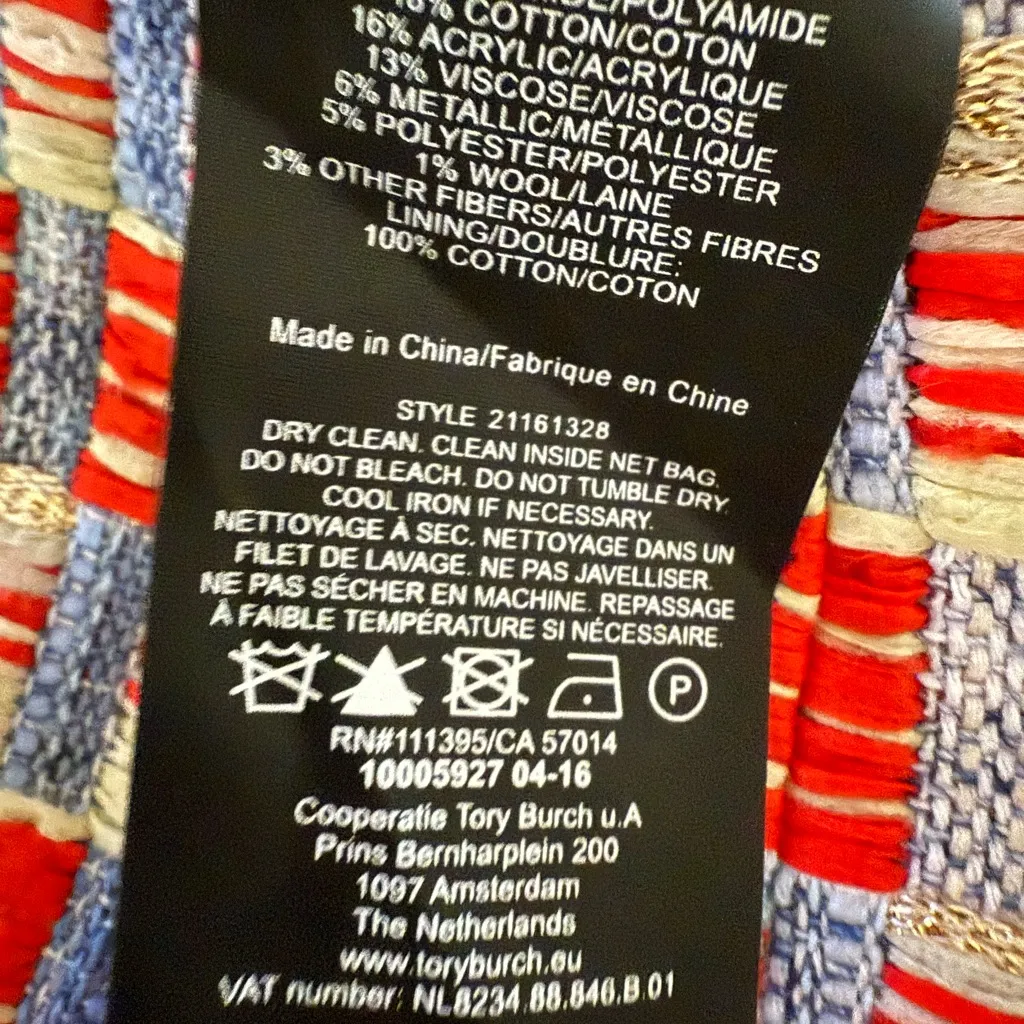 POLYAMIDE
COTTON/COTON
16% ACRYLIC/ACRYLIQUE
13% VISCOSE/VISCOSE
6% METALLIC/MÉTALLIQUE
5% POLYESTER/POLYESTER
1% WOOL/LAINE
3% OTHER FIBERS/AUTRES FIBRES
LINING/DOUBLURE:
100% COTTON/COTON
Made in China/Fabrique en Chine
STYLE 21161328
DRY CLEAN. CLEAN INSIDE NET BAG.
DO NOT BLEACH. DO NOT TUMBLE DRY.
COOL IRON IF NECESSARY.
NETTOYAGE À SEC. NETTOYAGE DANS UN
FILET DE LAVAGE. NE PAS JAVELLISER.
NE PAS SÉCHER EN MACHINE. REPASSAGE
À FAIBLE TEMPÉRATURE SI NÉCESSAIRE.
P
RN#111395/CA 57014
10005927 04-16
Cooperatie Tory Burch u.A
Prins Bernharplein 200
1097 Amsterdam
The Netherlands
www.toryburch.eu
VAT number: NL8234.88.846.B.01